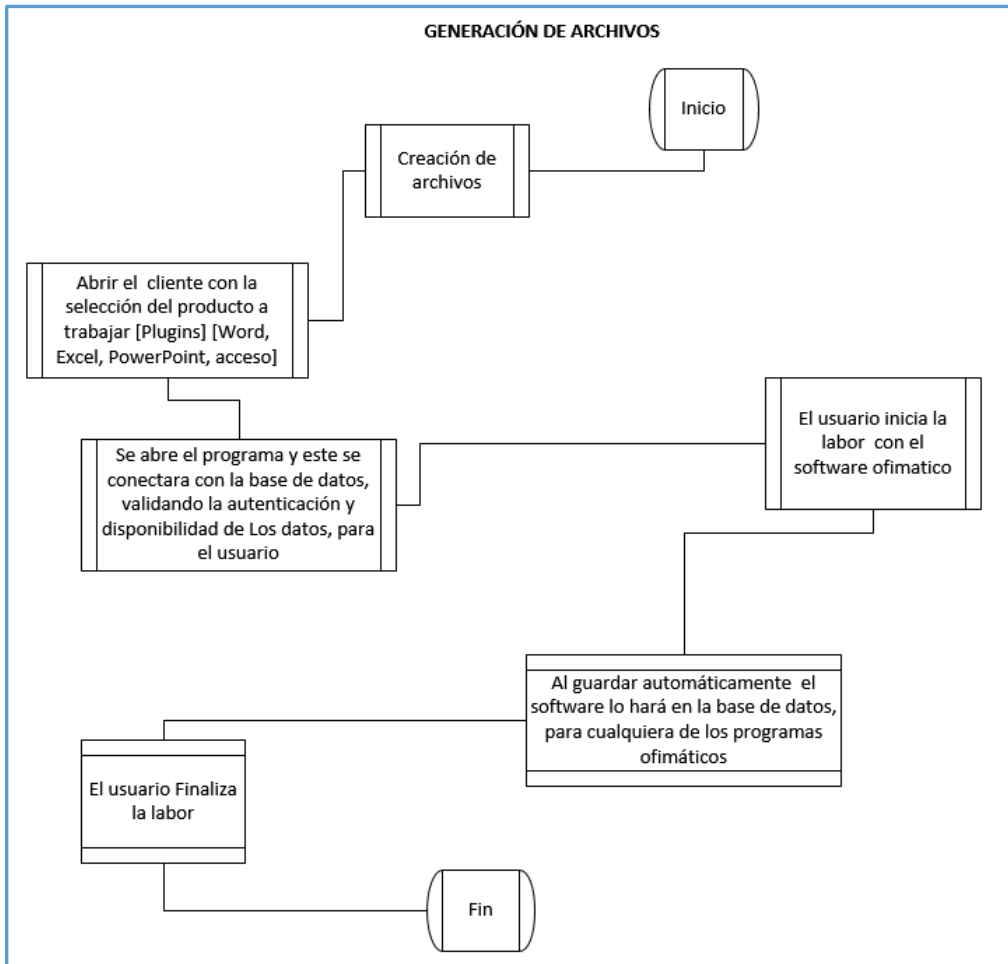 GENERACIÓN DE ARCHIVOS
Inicio
Creación de
archivos
Abrir el cliente con la
selección del producto a
trabajar [Plugins] [Word,
Excel, PowerPoint, acceso]
Se abre el programa y este se
conectara con la base de datos,
validando la autenticación y
disponibilidad de Los datos, para
el usuario
El usuario inicia la
labor con el
software ofimatico
Al guardar automáticamente el
software lo hará en la base de datos,
para cualquiera de los programas
ofimáticos
El usuario Finaliza
la labor
Fin